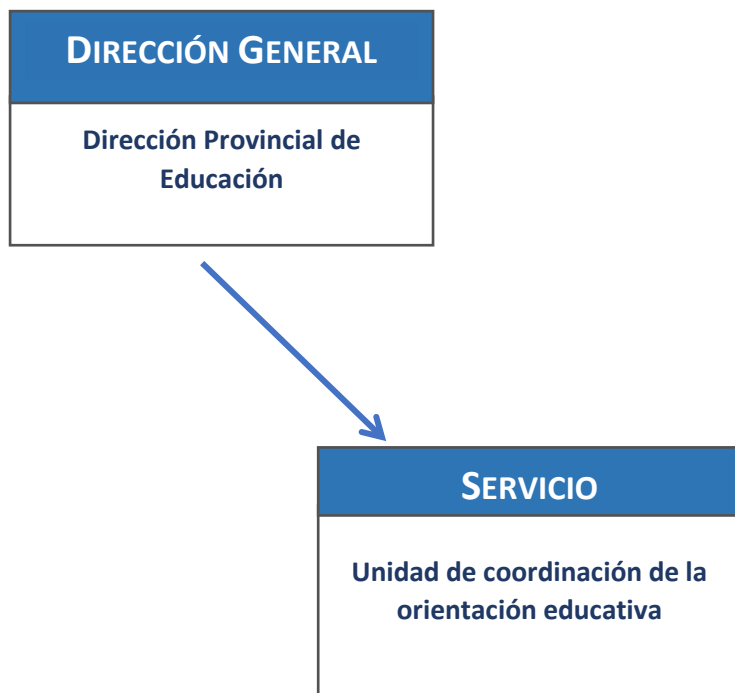 DIRECCIÓN GENERAL
Dirección Provincial de
Educación
SERVICIO
Unidad de coordinación de la
orientación educativa